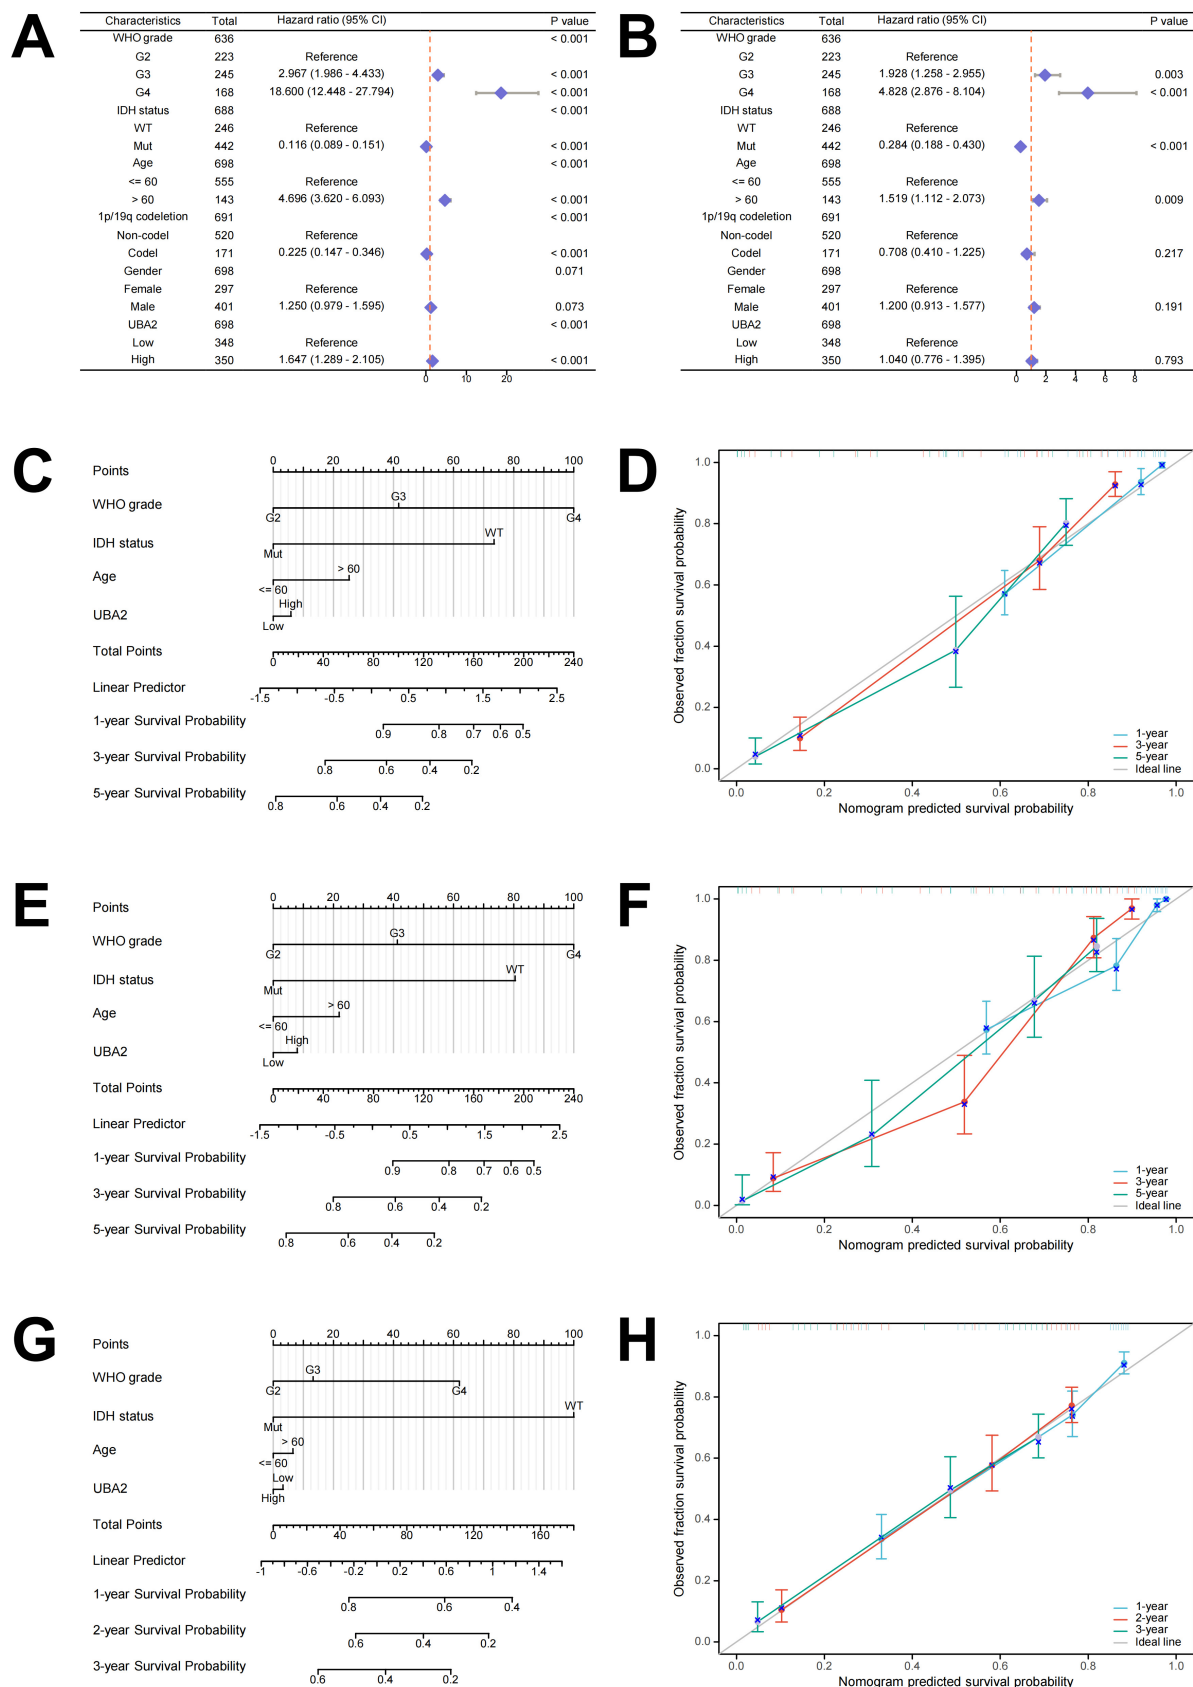 A
Characteristics Total Hazard ratio (95% CI) P value
WHO grade 636 < 0.001
G2 223 Reference
G3 245 2.967 (1.986 - 4.433) < 0.001
G4 168 18.600 (12.448 - 27.794) < 0.001
IDH status 688 < 0.001
WT 246 Reference
Mut 442 0.116 (0.089 - 0.151) < 0.001
Age 698 < 0.001
<= 60 555 Reference
> 60 143 4.696 (3.620 - 6.093) < 0.001
1p/19q codeletion 691 < 0.001
Non-codel 520 Reference
Codel 171 0.225 (0.147 - 0.346) < 0.001
Gender 698 0.071
Female 297 Reference
Male 401 1.250 (0.979 - 1.595) 0.073
UBA2 698 < 0.001
Low 348 Reference
High 350 1.647 (1.289 - 2.105) < 0.001
0 10 20
B
Characteristics Total Hazard ratio (95% CI) P value
WHO grade 636
G2 223 Reference
G3 245 1.928 (1.258 - 2.955) 0.003
G4 168 4.828 (2.876 - 8.104) < 0.001
IDH status 688
WT 246 Reference
Mut 442 0.284 (0.188 - 0.430) < 0.001
Age 698
<= 60 555 Reference
> 60 143 1.519 (1.112 - 2.073) 0.009
1p/19q codeletion 691
Non-codel 520 Reference
Codel 171 0.708 (0.410 - 1.225) 0.217
Gender 698
Female 297 Reference
Male 401 1.200 (0.913 - 1.577) 0.191
UBA2 698
Low 348 Reference
High 350 1.040 (0.776 - 1.395) 0.793
0 2 4 6 8
C
Points 0 20 40 60 80 100
WHO grade G2 G3 G4
IDH status Mut WT
Age <= 60 > 60
UBA2 Low High
Total Points 0 40 80 120 160 200 240
Linear Predictor -1.5 -0.5 0.5 1.5 2.5
1-year Survival Probability 0.9 0.8 0.7 0.6 0.5
3-year Survival Probability 0.8 0.6 0.4 0.2
5-year Survival Probability 0.8 0.6 0.4 0.2
D
Observed fraction survival probability
1.0
0.8
0.6
0.4
0.2
0.0
1-year
3-year
5-year
Ideal line
0.0 0.2 0.4 0.6 0.8 1.0
Nomogram predicted survival probability
E
Points 0 20 40 60 80 100
WHO grade G2 G3 G4
IDH status Mut WT
Age <= 60 > 60
UBA2 Low High
Total Points 0 40 80 120 160 200 240
Linear Predictor -1.5 -0.5 0.5 1.5 2.5
1-year Survival Probability 0.9 0.8 0.7 0.6 0.5
3-year Survival Probability 0.8 0.6 0.4 0.2
5-year Survival Probability 0.8 0.6 0.4 0.2
F
Observed fraction survival probability
1.0
0.8
0.6
0.4
0.2
0.0
1-year
3-year
5-year
Ideal line
0.0 0.2 0.4 0.6 0.8 1.0
Nomogram predicted survival probability
G
Points 0 20 40 60 80 100
WHO grade G2 G3 G4
IDH status Mut WT
Age <= 60 > 60
UBA2 High Low
Total Points 0 40 80 120 160
Linear Predictor -1 -0.6 -0.2 0.2 0.6 1 1.4
1-year Survival Probability 0.8 0.6 0.4
2-year Survival Probability 0.6 0.4 0.2
3-year Survival Probability 0.6 0.4 0.2
H
Observed fraction survival probability
1.0
0.8
0.6
0.4
0.2
0.0
1-year
2-year
3-year
Ideal line
0.0 0.2 0.4 0.6 0.8 1.0
Nomogram predicted survival probability